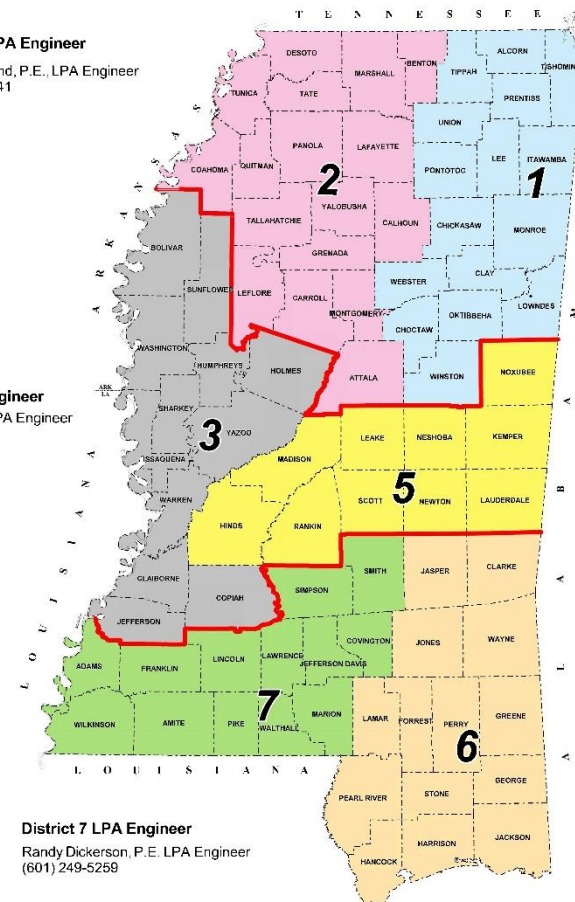 T E N N E S S E E
PA Engineer
nd, P.E., LPA Engineer
41
DESOTO
MARSHALL
BENTON
TIPPAH
ALCORN
TISHOMIN
TUNICA
TATE
PRENTISS
UNION
PANOLA
LAFAYETTE
LEE
ITAWAMBA
COAHOMA
QUITMAN
PONTOTOC
2
1
YALOBUSHA
TALLAHATCHIE
CALHOUN
CHICKASAW
MONROE
BOLIVAR
GRENADA
CLAY
SUNFLOWER
LEFLORE
CARROLL
MONTGOMERY
WEBSTER
OKTIBBEHA
LOWNDES
CHOCTAW
A R K A N S A S
WASHINGTON
HUMPHREYS
HOLMES
ATTALA
WINSTON
NOXUBEE
ARK
LA
gineer
PA Engineer
SHARKEY
YAZOO
3
LEAKE
NESHOBA
KEMPER
ISSAQUENA
MADISON
WARREN
SCOTT
5
NEWTON
LAUDERDALE
HINDS
RANKIN
L O U I S I A N A
CLAIBORNE
COPIAH
SIMPSON
SMITH
JASPER
CLARKE
JEFFERSON
COVINGTON
JONES
WAYNE
ADAMS
FRANKLIN
LINCOLN
LAWRENCE
JEFFERSON DAVIS
WILKINSON
AMITE
PIKE
7
WALTHALL
MARION
LAMAR
FORREST
PERRY
GREENE
6
L O U I S I A N A
A B A L A
PEARL RIVER
STONE
GEORGE
HANCOCK
HARRISON
JACKSON
District 7 LPA Engineer
Randy Dickerson, P.E. LPA Engineer
(601) 249-5259